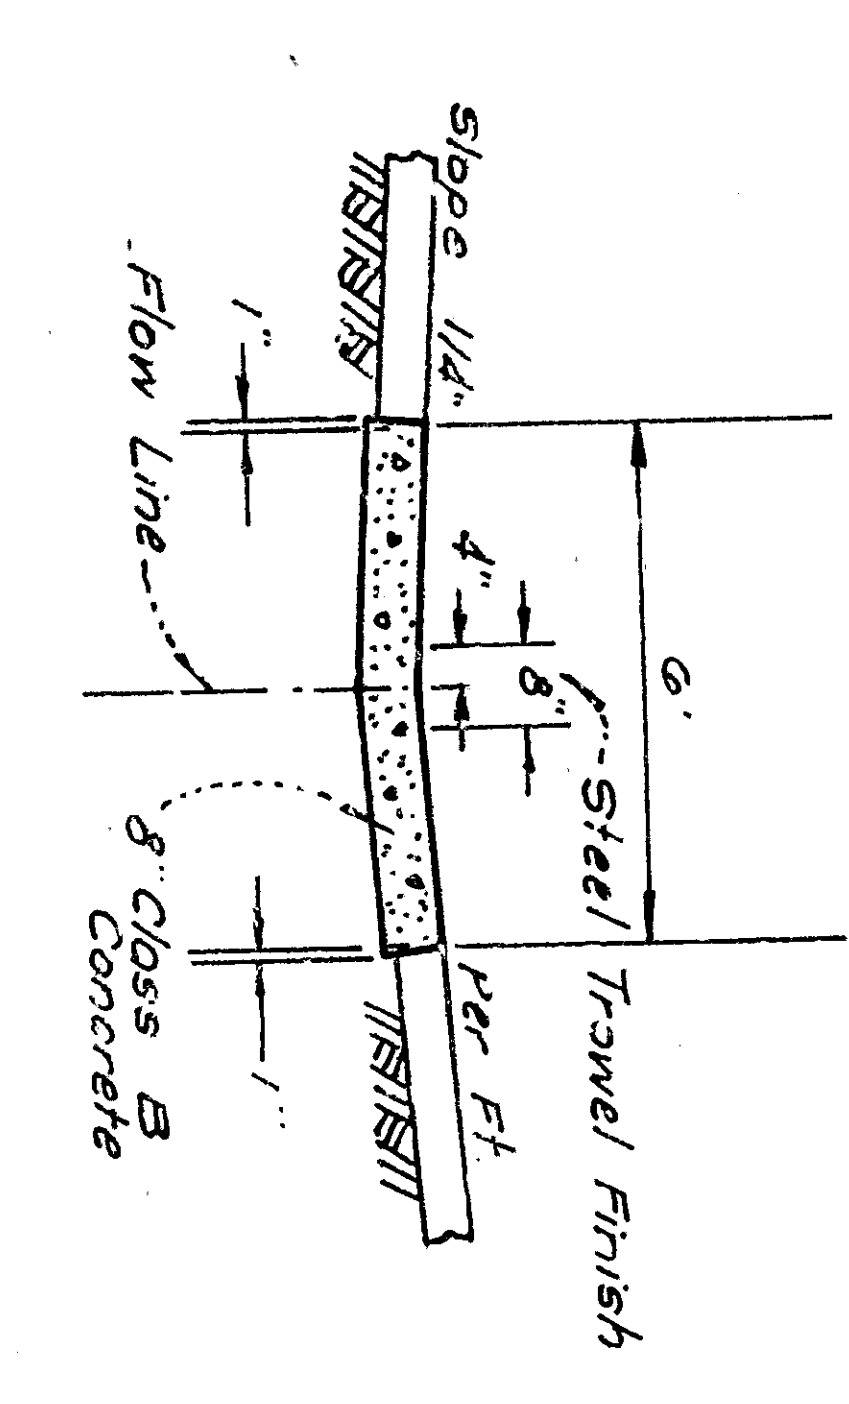 6'
Steel Trowel Finish
8"
4"
Slope 1/4" Per Ft
1"
1"
Flow Line
8" Class B
Concrete